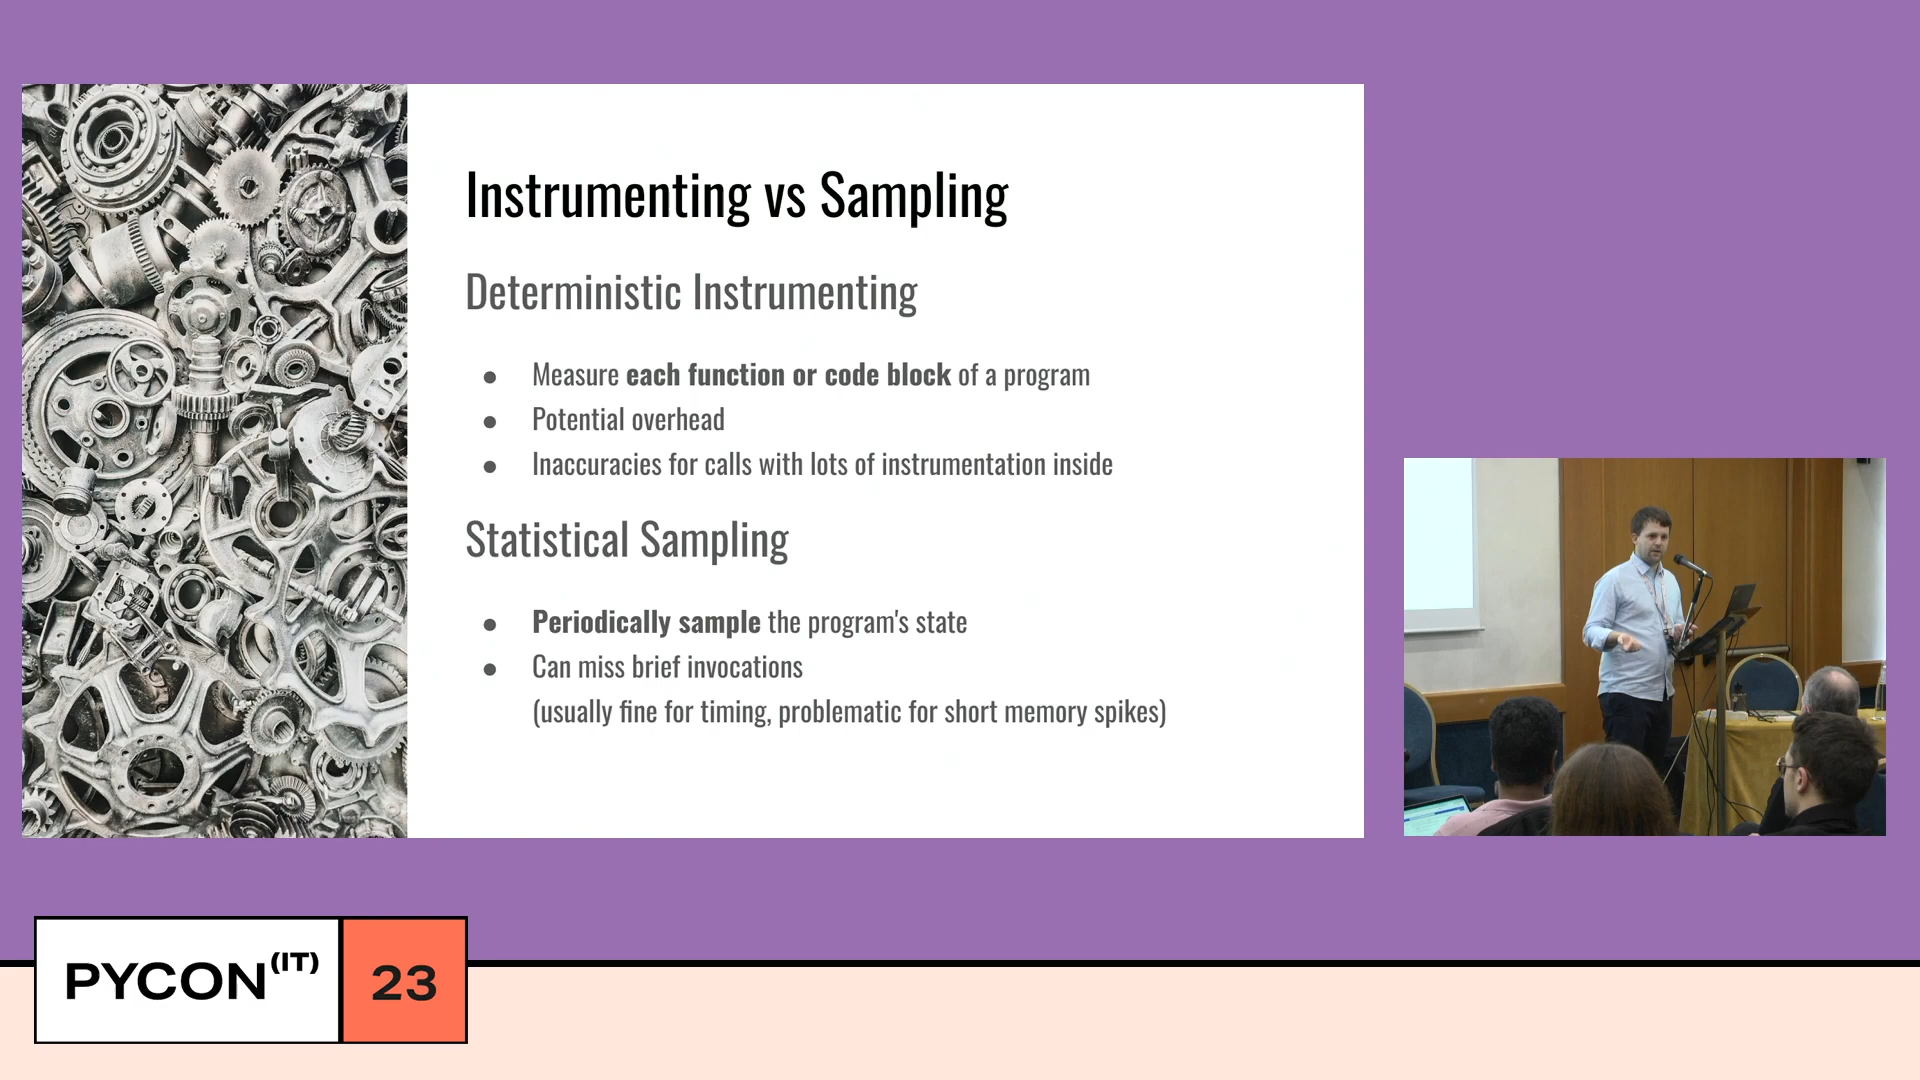 Instrumenting vs Sampling
Deterministic Instrumenting
● Measure each function or code block of a program
● Potential overhead
● Inaccuracies for calls with lots of instrumentation inside
Statistical Sampling
● Periodically sample the program's state
● Can miss brief invocations
(usually fine for timing, problematic for short memory spikes)
PYCON(IT) 23